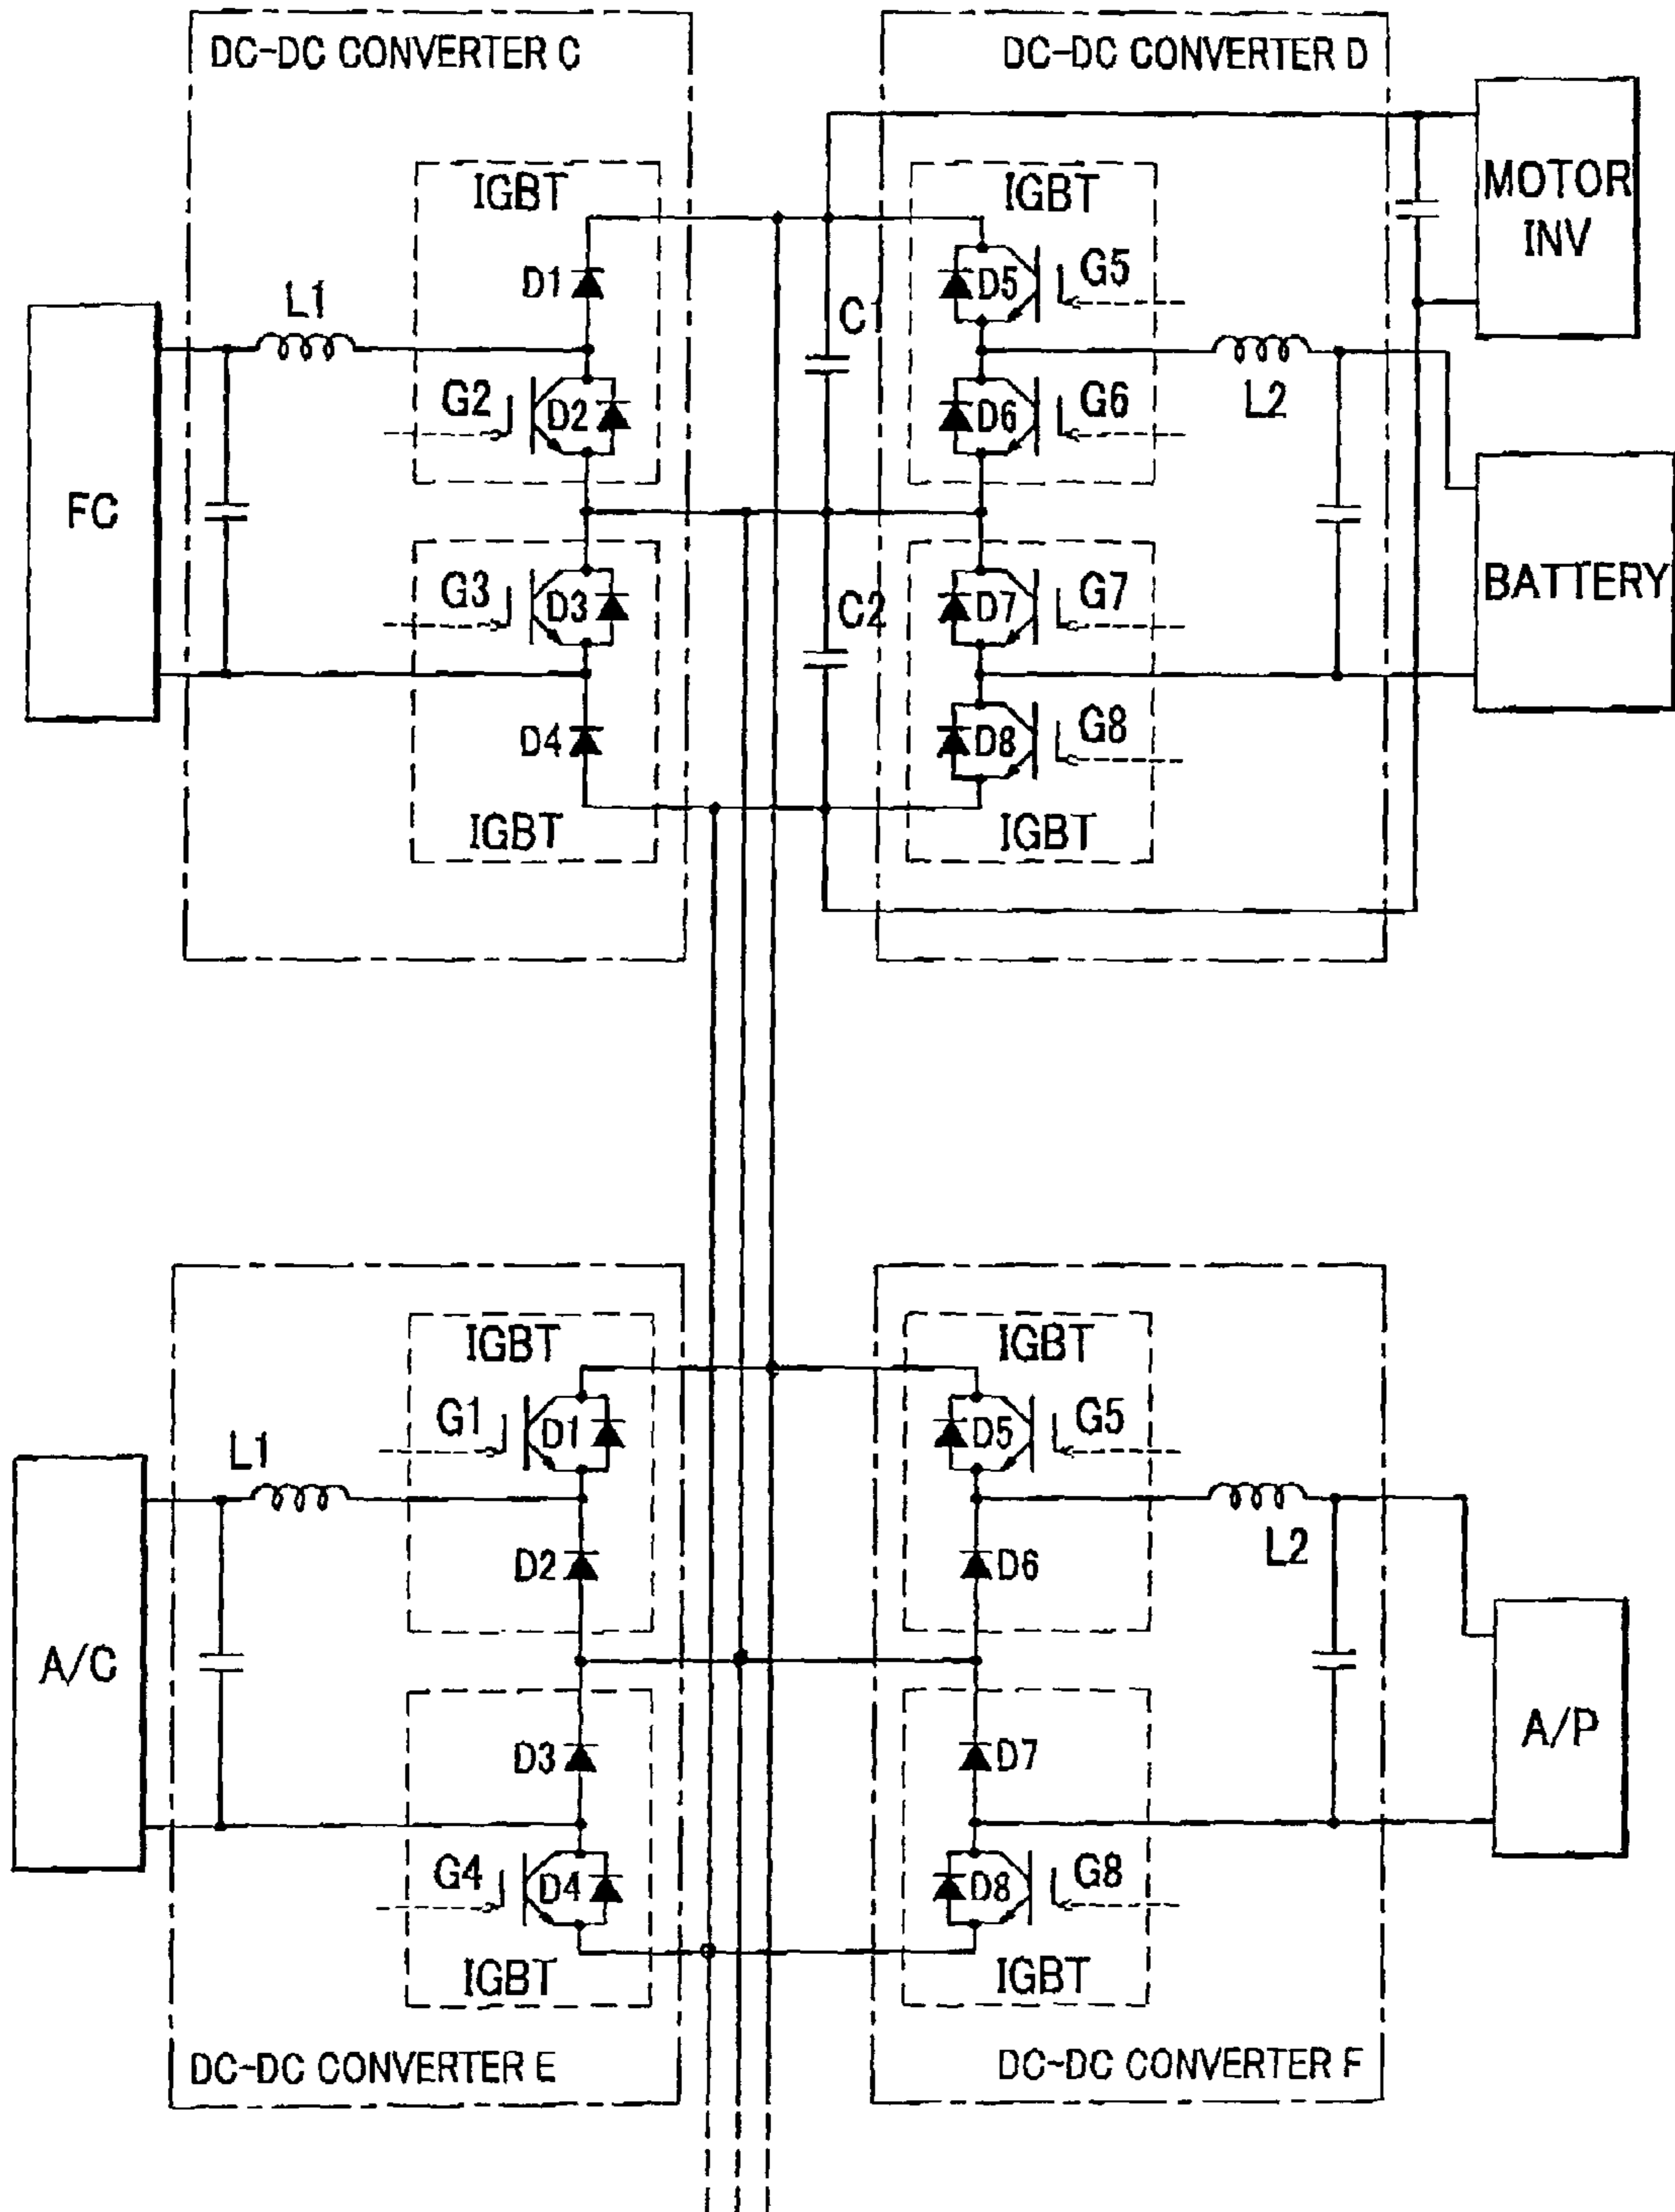 DC-DC CONVERTER C
DC-DC CONVERTER D
MOTOR
INV
IGBT
IGBT
D1
D5
G5
L1
C1
G2
D2
D6
G6
L2
FC
G3
D3
C2
D7
G7
BATTERY
D4
D8
G8
IGBT
IGBT
IGBT
IGBT
G1
D1
D5
G5
L1
D2
D6
L2
A/C
D3
D7
A/P
G4
D4
D8
G8
IGBT
IGBT
DC-DC CONVERTER E
DC-DC CONVERTER F